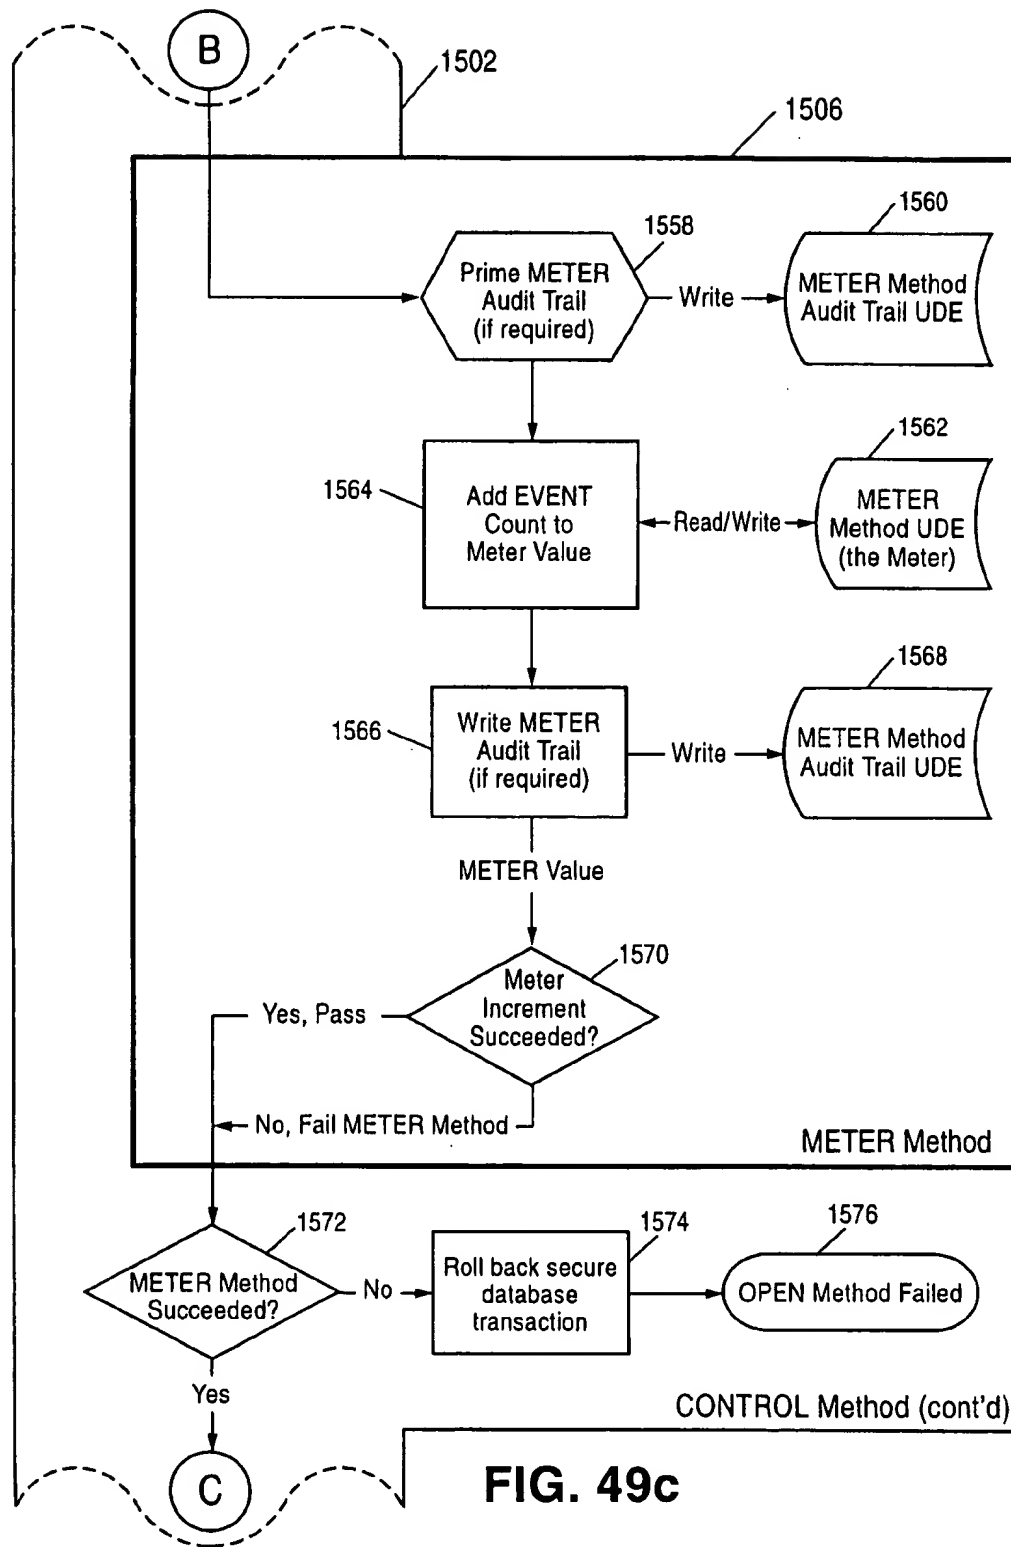 B
1502
1506
1558
1560
Prime METER
Audit Trail
(if required)
Write
METER Method
Audit Trail UDE
1562
1564
Add EVENT
Count to
Meter Value
Read/Write
METER
Method UDE
(the Meter)
1568
1566
Write METER
Audit Trail
(if required)
Write
METER Method
Audit Trail UDE
METER Value
1570
Meter
Increment
Succeeded?
Yes, Pass
No, Fail METER Method
METER Method
1572
1574
1576
METER Method
Succeeded?
No
Roll back secure
database
transaction
OPEN Method Failed
Yes
CONTROL Method (cont'd)
C
FIG. 49c